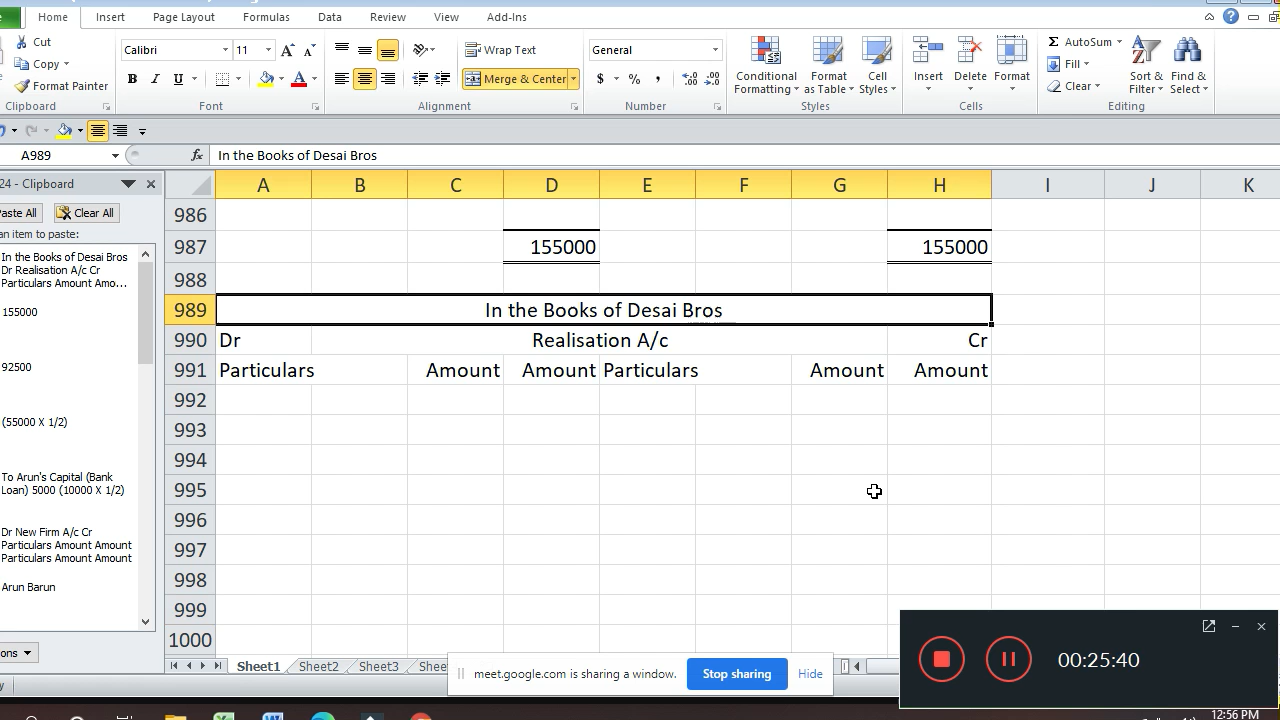 Home Insert Page Layout Formulas Data Review View Add-Ins
Cut
Copy
Format Painter
Clipboard
Calibri 11
B I U
Font
Wrap Text
Merge & Center
Alignment
General
$ % ,
Number
Conditional Formatting
Format as Table
Cell Styles
Styles
Insert Delete Format
Cells
AutoSum
Fill
Clear
Sort & Filter
Find & Select
Editing
A989 fx In the Books of Desai Bros
24 - Clipboard
Paste All Clear All
an item to paste:
In the Books of Desai Bros
Dr Realisation A/c Cr
Particulars Amount Amo...
155000
92500
(55000 X 1/2)
To Arun's Capital (Bank
Loan) 5000 (10000 X 1/2)
Dr New Firm A/c Cr
Particulars Amount Amount
Particulars Amount Amount
Arun Barun
ons
A B C D E F G H I J K
986
987 155000 155000
988
989 In the Books of Desai Bros
990 Dr Realisation A/c Cr
991 Particulars Amount Amount Particulars Amount Amount
992
993
994
995
996
997
998
999
1000
Sheet1 Sheet2 Sheet3 Shee
meet.google.com is sharing a window. Stop sharing Hide
00:25:40
12:56 PM